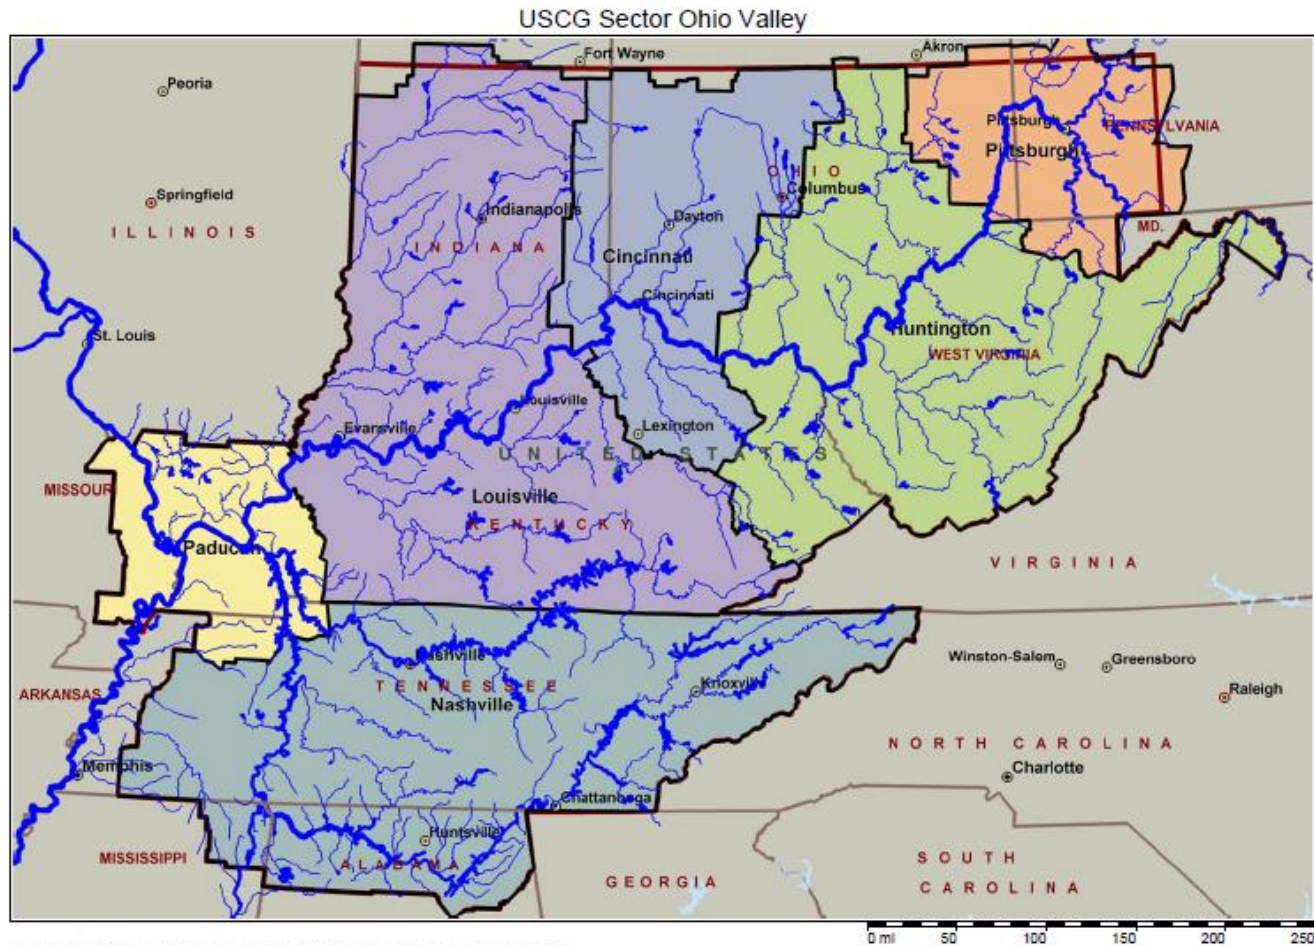 USCG Sector Ohio Valley
Fort Wayne
Akron
Peoria
Pittsburgh
PENNSYLVANIA
Pittsburgh
OHIO
Columbus
Springfield
Indianapolis
Dayton
MD.
ILLINOIS
INDIANA
Cincinnati
Cincinnati
St. Louis
Huntington
WEST VIRGINIA
Louisville
Evansville
Lexington
UNITED STATES
MISSOURI
Louisville
KENTUCKY
Paducah
VIRGINIA
Nashville
Winston-Salem
Greensboro
ARKANSAS
TENNESSEE
Knoxville
Raleigh
Nashville
NORTH CAROLINA
Memphis
Charlotte
Chattanooga
Huntsville
MISSISSIPPI
ALABAMA
GEORGIA
SOUTH
CAROLINA
0 mi 50 100 150 200 250